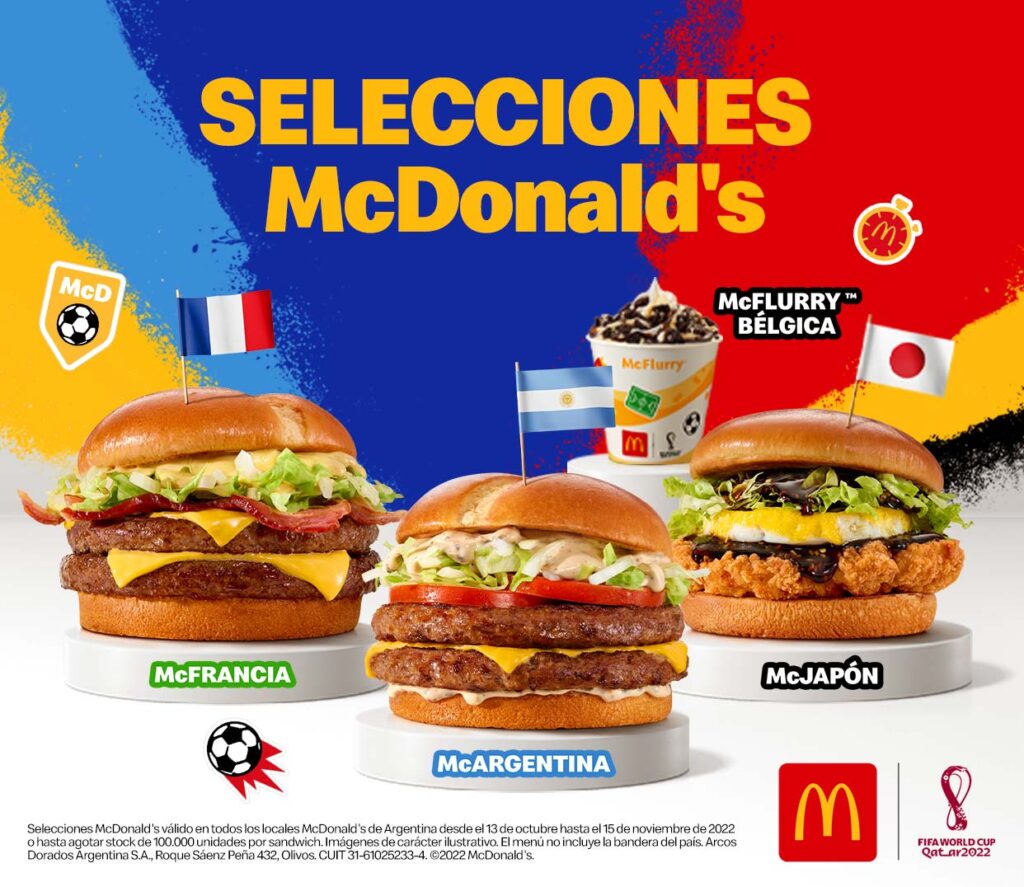 SELECCIONES
McDonald's
McD
McFLURRY™
BÉLGICA
McFlurry
McFRANCIA
McJAPÓN
McARGENTINA
Selecciones McDonald's válido en todos los locales McDonald's de Argentina desde el 13 de octubre hasta el 15 de noviembre de 2022
o hasta agotar stock de 100.000 unidades por sandwich. Imágenes de carácter ilustrativo. El menú no incluye la bandera del país. Arcos
Dorados Argentina S.A., Roque Sáenz Peña 432, Olivos. CUIT 31-61025233-4. ©2022 McDonald's.
FIFA WORLD CUP
Qatar2022